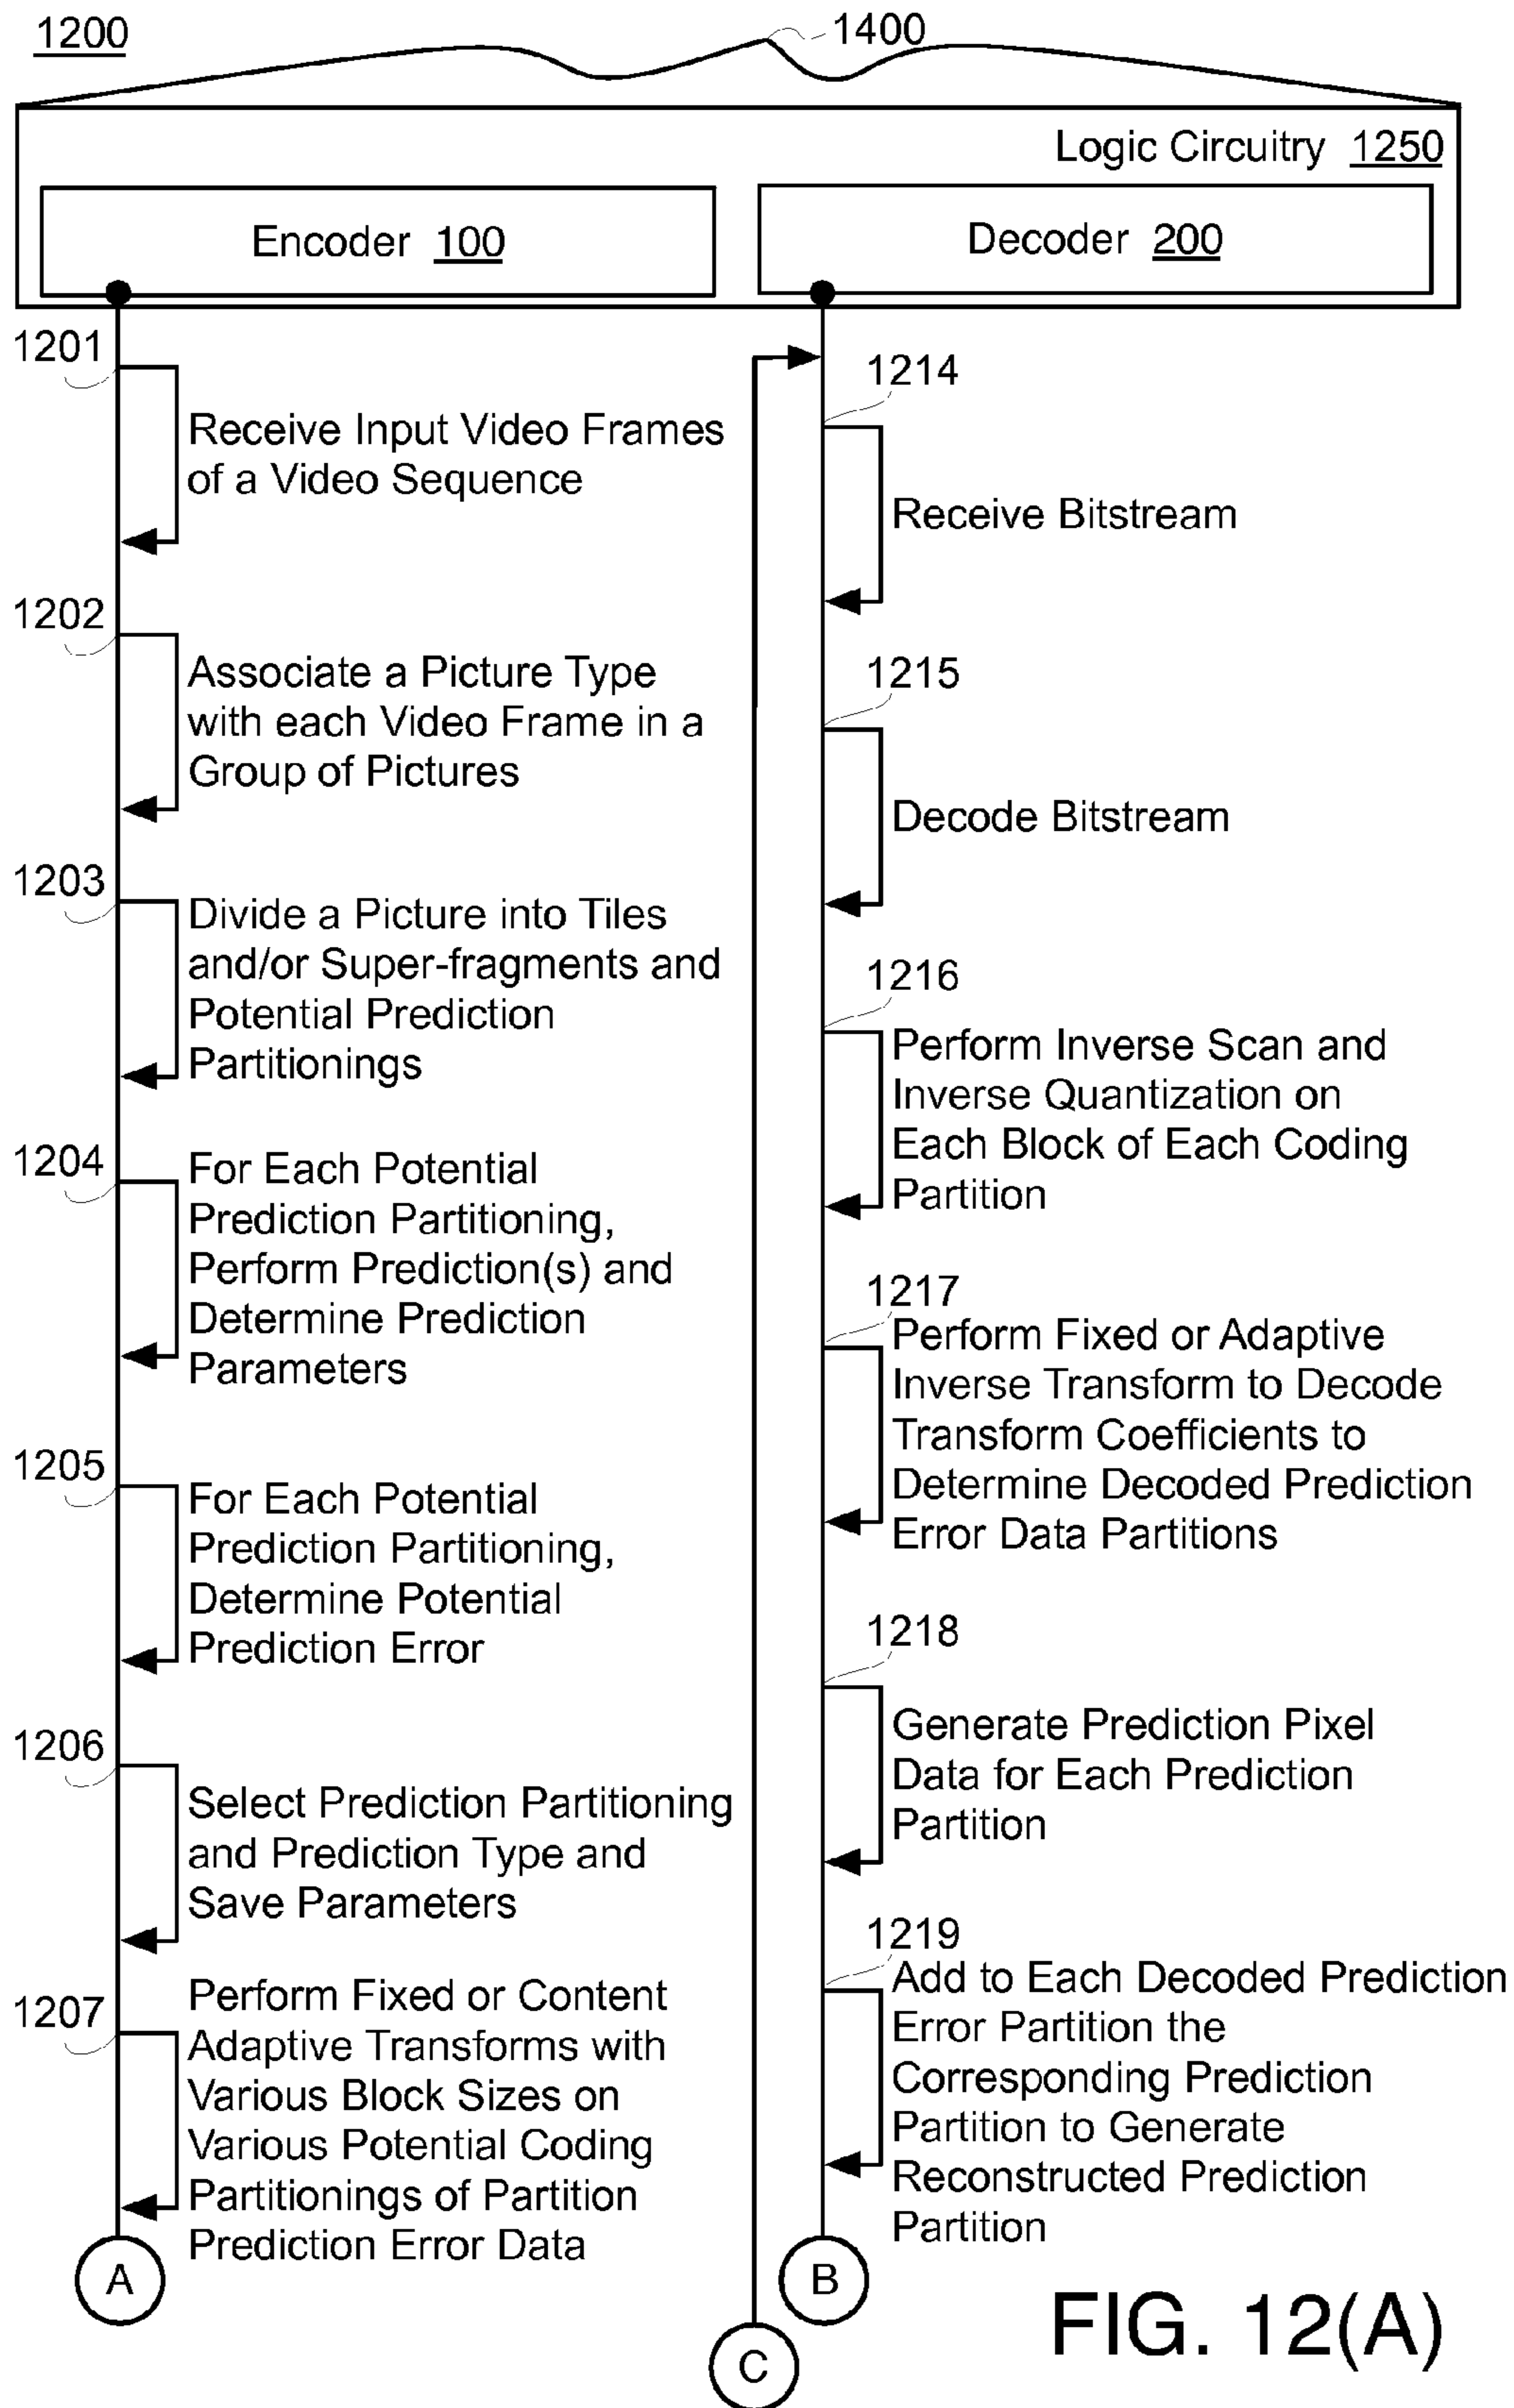 1200
1400
Logic Circuitry 1250
Encoder 100
Decoder 200
1201
Receive Input Video Frames
of a Video Sequence
1202
Associate a Picture Type
with each Video Frame in a
Group of Pictures
1203
Divide a Picture into Tiles
and/or Super-fragments and
Potential Prediction
Partitionings
1204
For Each Potential
Prediction Partitioning,
Perform Prediction(s) and
Determine Prediction
Parameters
1205
For Each Potential
Prediction Partitioning,
Determine Potential
Prediction Error
1206
Select Prediction Partitioning
and Prediction Type and
Save Parameters
1207
Perform Fixed or Content
Adaptive Transforms with
Various Block Sizes on
Various Potential Coding
Partitionings of Partition
Prediction Error Data
A
1214
Receive Bitstream
1215
Decode Bitstream
1216
Perform Inverse Scan and
Inverse Quantization on
Each Block of Each Coding
Partition
1217
Perform Fixed or Adaptive
Inverse Transform to Decode
Transform Coefficients to
Determine Decoded Prediction
Error Data Partitions
1218
Generate Prediction Pixel
Data for Each Prediction
Partition
1219
Add to Each Decoded Prediction
Error Partition the
Corresponding Prediction
Partition to Generate
Reconstructed Prediction
Partition
B
C
FIG. 12(A)